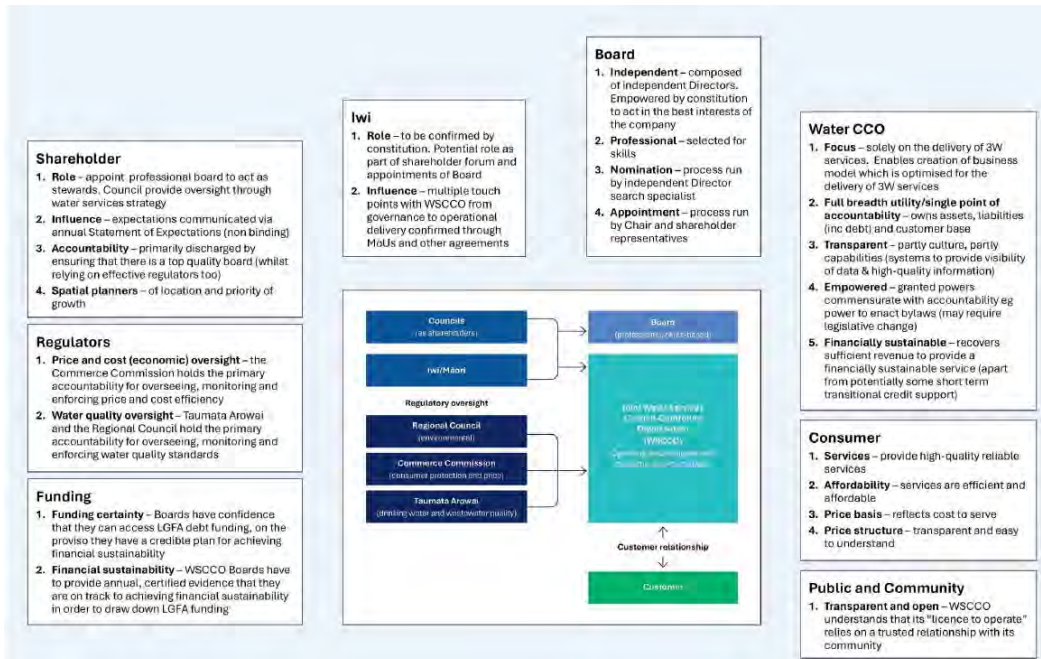 Shareholder
1. Role – appoint professional board to act as
stewards. Council provide oversight through
water services strategy
2. Influence – expectations communicated via
annual Statement of Expectations (non binding)
3. Accountability – primarily discharged by
ensuring that there is a top quality board (whilst
relying on effective regulators too)
4. Spatial planners – of location and priority of
growth
Regulators
1. Price and cost (economic) oversight – the
Commerce Commission holds the primary
accountability for overseeing, monitoring and
enforcing price and cost efficiency
2. Water quality oversight – Taumata Arowai
and the Regional Council hold the primary
accountability for overseeing, monitoring and
enforcing water quality standards
Funding
1. Funding certainty – Boards have confidence
that they can access LGFA debt funding, on the
proviso they have a credible plan for achieving
financial sustainability
2. Financial sustainability – WSCCO Boards have
to provide annual, certified evidence that they
are on track to achieving financial sustainability
in order to draw down LGFA funding
Iwi
1. Role – to be confirmed by
constitution. Potential role as
part of shareholder forum and
appointments of Board
2. Influence – multiple touch
points with WSCCO from
governance to operational
delivery confirmed through
MoUs and other agreements
Board
1. Independent – composed
of independent Directors.
Empowered by constitution
to act in the best interests of
the company
2. Professional – selected for
skills
3. Nomination – process run
by independent Director
search specialist
4. Appointment – process run
by Chair and shareholder
representatives
Councils
(as shareholders)
Iwi/Māori
Regulatory oversight
Regional Council
(environmental)
Commerce Commission
(consumer protection and price)
Taumata Arowai
(drinking water and wastewater quality)
Board
Joint Water Services
Council-Controlled
Organisation
(WSCCO)
Customer relationship
Customer
Water CCO
1. Focus – solely on the delivery of 3W
services. Enables creation of business
model which is optimised for the
delivery of 3W services
2. Full breadth utility/single point of
accountability – owns assets, liabilities
(inc debt) and customer base
3. Transparent – partly culture, partly
capabilities (systems to provide visibility
of data & high-quality information)
4. Empowered – granted powers
commensurate with accountability eg
power to enact bylaws (may require
legislative change)
5. Financially sustainable – recovers
sufficient revenue to provide a
financially sustainable service (apart
from potentially some short term
transitional credit support)
Consumer
1. Services – provide high-quality reliable
services
2. Affordability – services are efficient and
affordable
3. Price basis – reflects cost to serve
4. Price structure – transparent and easy
to understand
Public and Community
1. Transparent and open – WSCCO
understands that its "licence to operate"
relies on a trusted relationship with its
community